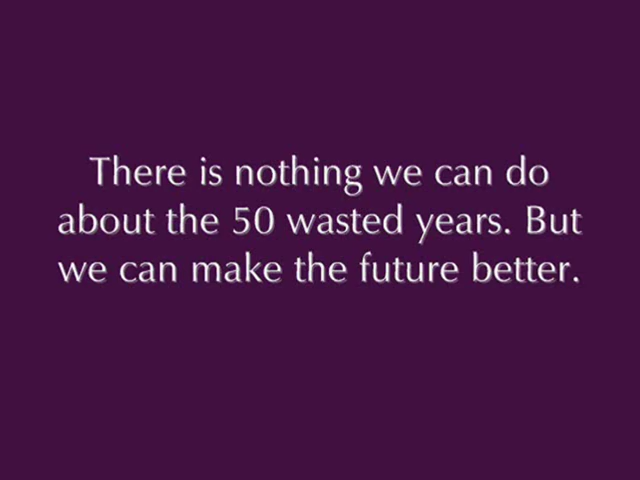 There is nothing we can do
about the 50 wasted years. But
we can make the future better.